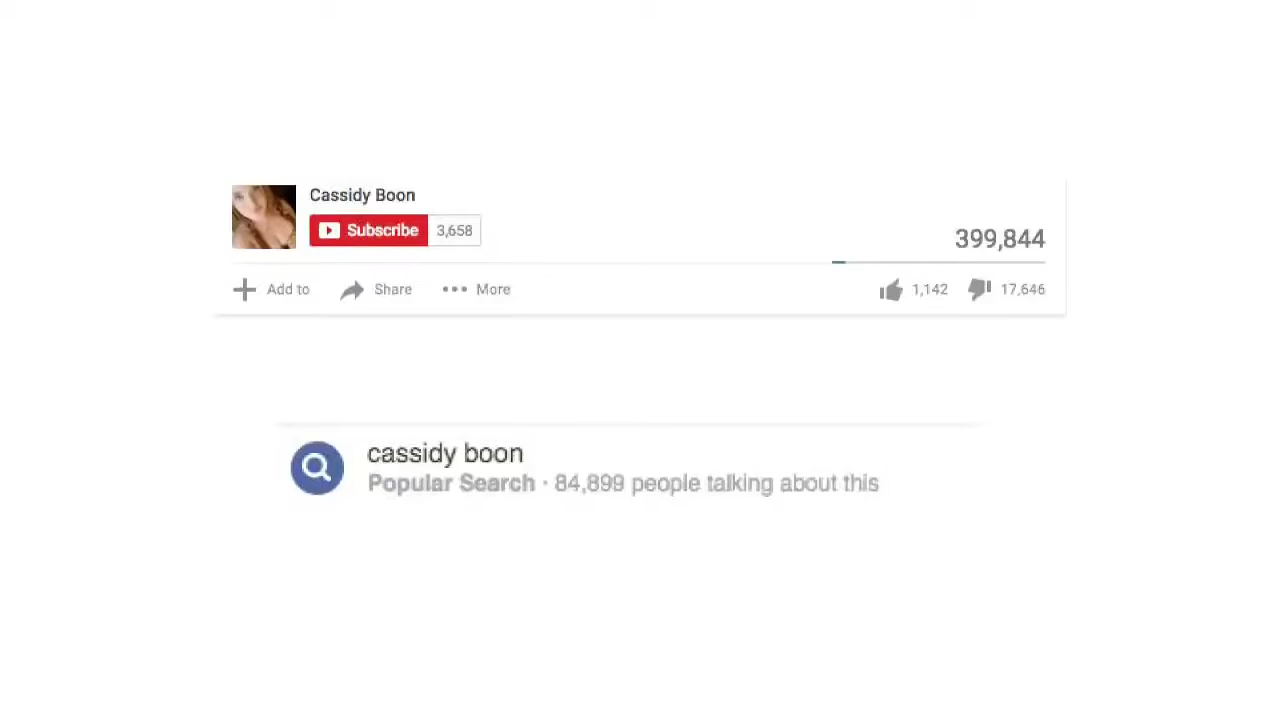 Cassidy Boon
Subscribe 3,658
399,844
Add to Share More 1,142 17,646
cassidy boon
Popular Search · 84,899 people talking about this